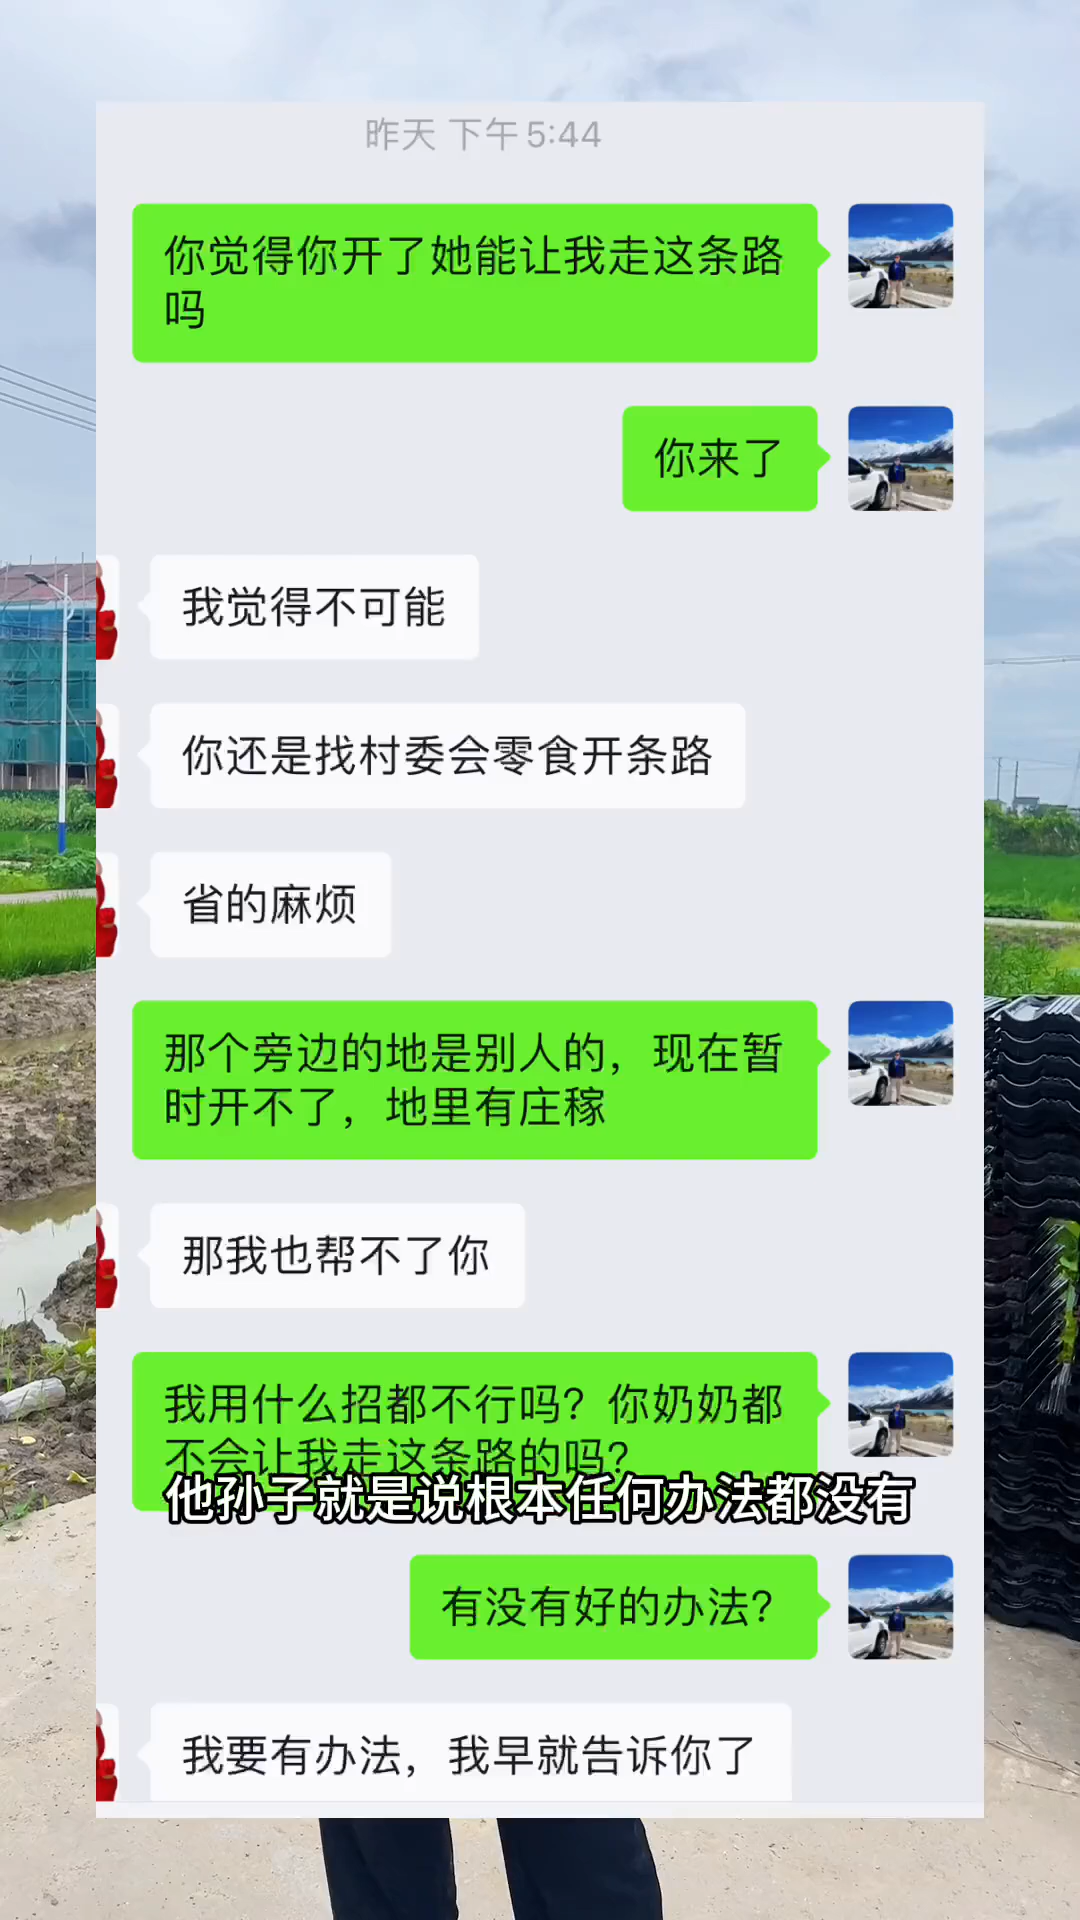 昨天 下午 5:44
你觉得你开了她能让我走这条路
吗
你来了
我觉得不可能
你还是找村委会零食开条路
省的麻烦
那个旁边的地是别人的，现在暂
时开不了，地里有庄稼
那我也帮不了你
我用什么招都不行吗？你奶奶都
不会让我走这条路的吗？
他孙子就是说根本任何办法都没有
有没有好的办法？
我要有办法，我早就告诉你了